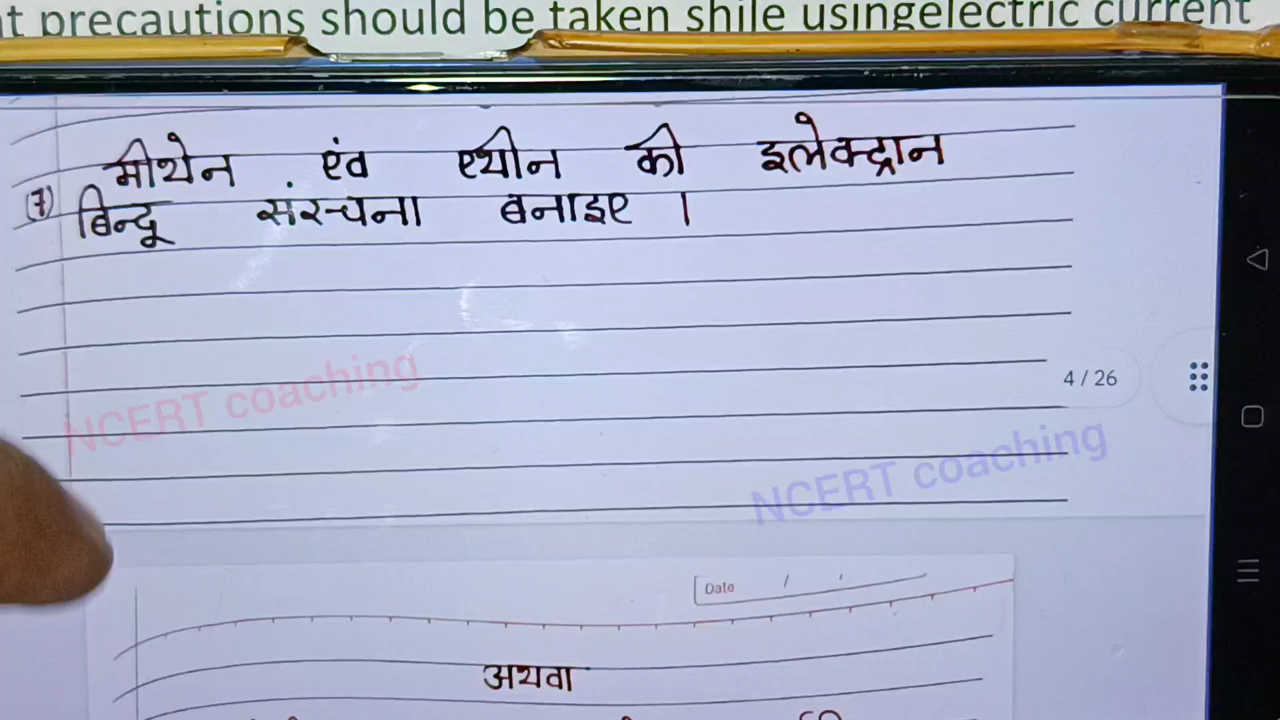 t precautions should be taken shile usingelectric current
मीथेन एंव एथीन की इलेक्ट्रान
(7) बिन्दू संरचना बनाइए ।
NCERT coaching
4 / 26
NCERT coaching
Date / /
अथवा